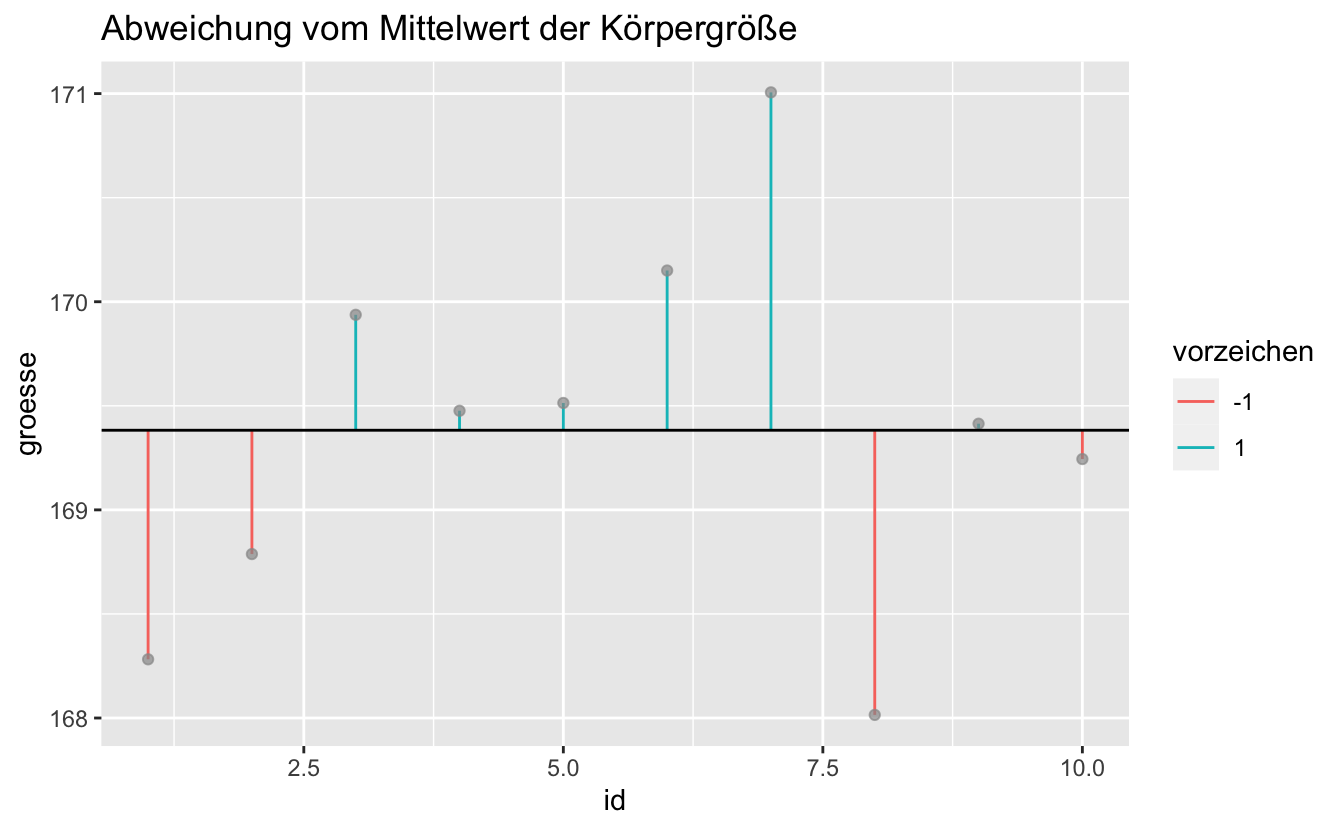 Abweichung vom Mittelwert der Körpergröße
171
170
169
168
groesse
2.5
5.0
7.5
10.0
id
vorzeichen
-1
1